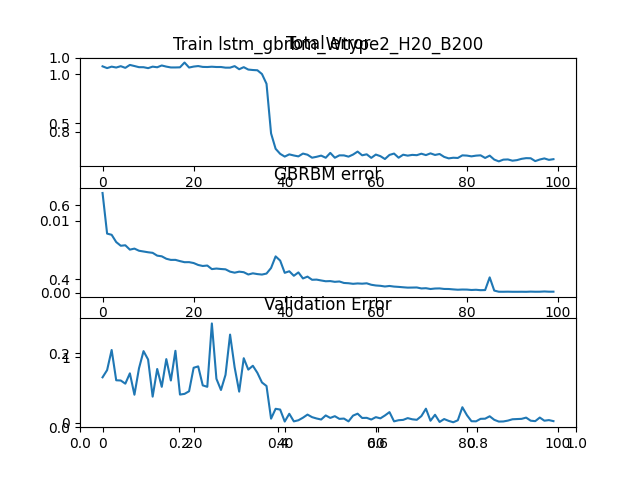 Train lstm_gbrbm_Wtype2_H20_B200
Total error
1.0
1.0
0.5
0.8
0 20 40 60 80 100
GBRBM error
0.6
0.01
0.4
0.00
0 20 40 60 80 100
Validation Error
0.2
1
0
0.0
0.0 0 0.2 20 0.4 40 0.6 60 0.8 80 1.0 100